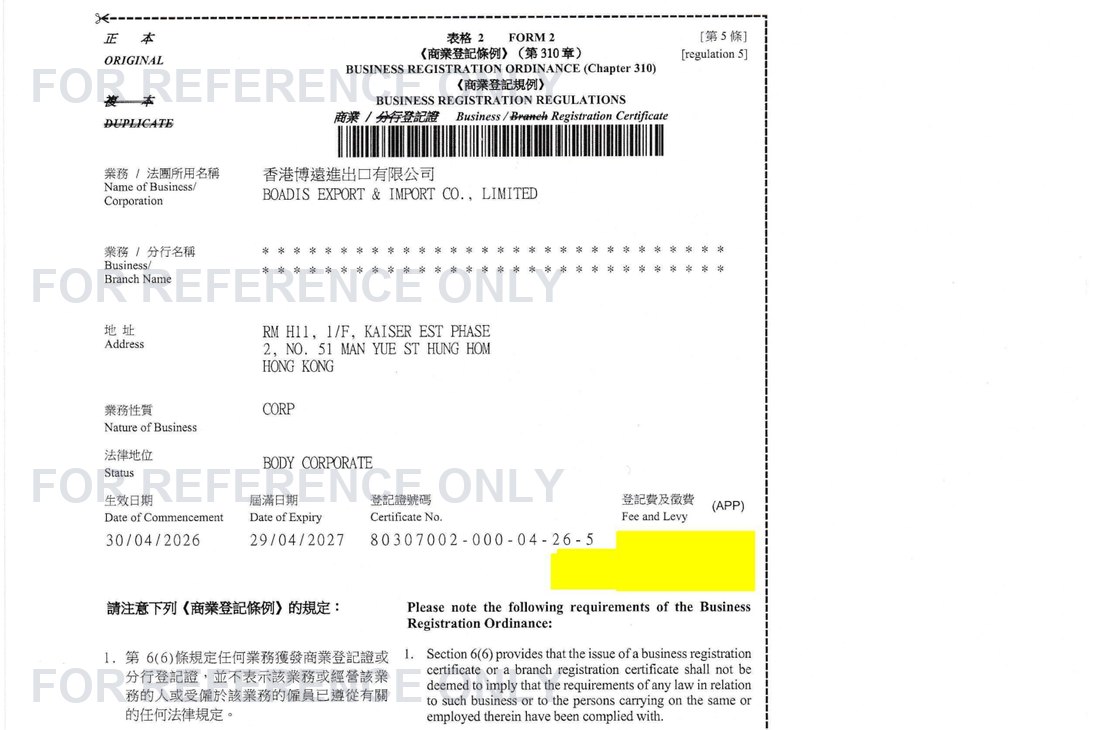 正 本
ORIGINAL
複 本
DUPLICATE
表格 2 FORM 2
《商業登記條例》（第 310 章）
BUSINESS REGISTRATION ORDINANCE (Chapter 310)
《商業登記規例》
BUSINESS REGISTRATION REGULATIONS
商業 / 分行登記證 Business / Branch Registration Certificate
[第 5 條]
[regulation 5]
FOR REFERENCE ONLY
業務 / 法團所用名稱
Name of Business/
Corporation
香港博遠進出口有限公司
BOADIS EXPORT & IMPORT CO., LIMITED
業務 / 分行名稱
Business/
Branch Name
* * * * * * * * * * * * * * * * * * * * * * * * * * * * * *
* * * * * * * * * * * * * * * * * * * * * * * * * * * * * *
FOR REFERENCE ONLY
地 址
Address
RM H11, 1/F, KAISER EST PHASE
2, NO. 51 MAN YUE ST HUNG HOM
HONG KONG
業務性質
Nature of Business
CORP
法律地位
Status
BODY CORPORATE
FOR REFERENCE ONLY
生效日期
Date of Commencement
30/04/2026
屆滿日期
Date of Expiry
29/04/2027
登記證號碼
Certificate No.
80307002-000-04-26-5
登記費及徵費
Fee and Levy
(APP)
請注意下列《商業登記條例》的規定：
1. 第 6(6)條規定任何業務獲發商業登記證或
分行登記證，並不表示該業務或經營該業
務的人或受僱於該業務的僱員已遵從有關
的任何法律規定。
Please note the following requirements of the Business
Registration Ordinance:
1. Section 6(6) provides that the issue of a business registration
certificate or a branch registration certificate shall not be
deemed to imply that the requirements of any law in relation
to such business or to the persons carrying on the same or
employed therein have been complied with.
FOR REFERENCE ONLY